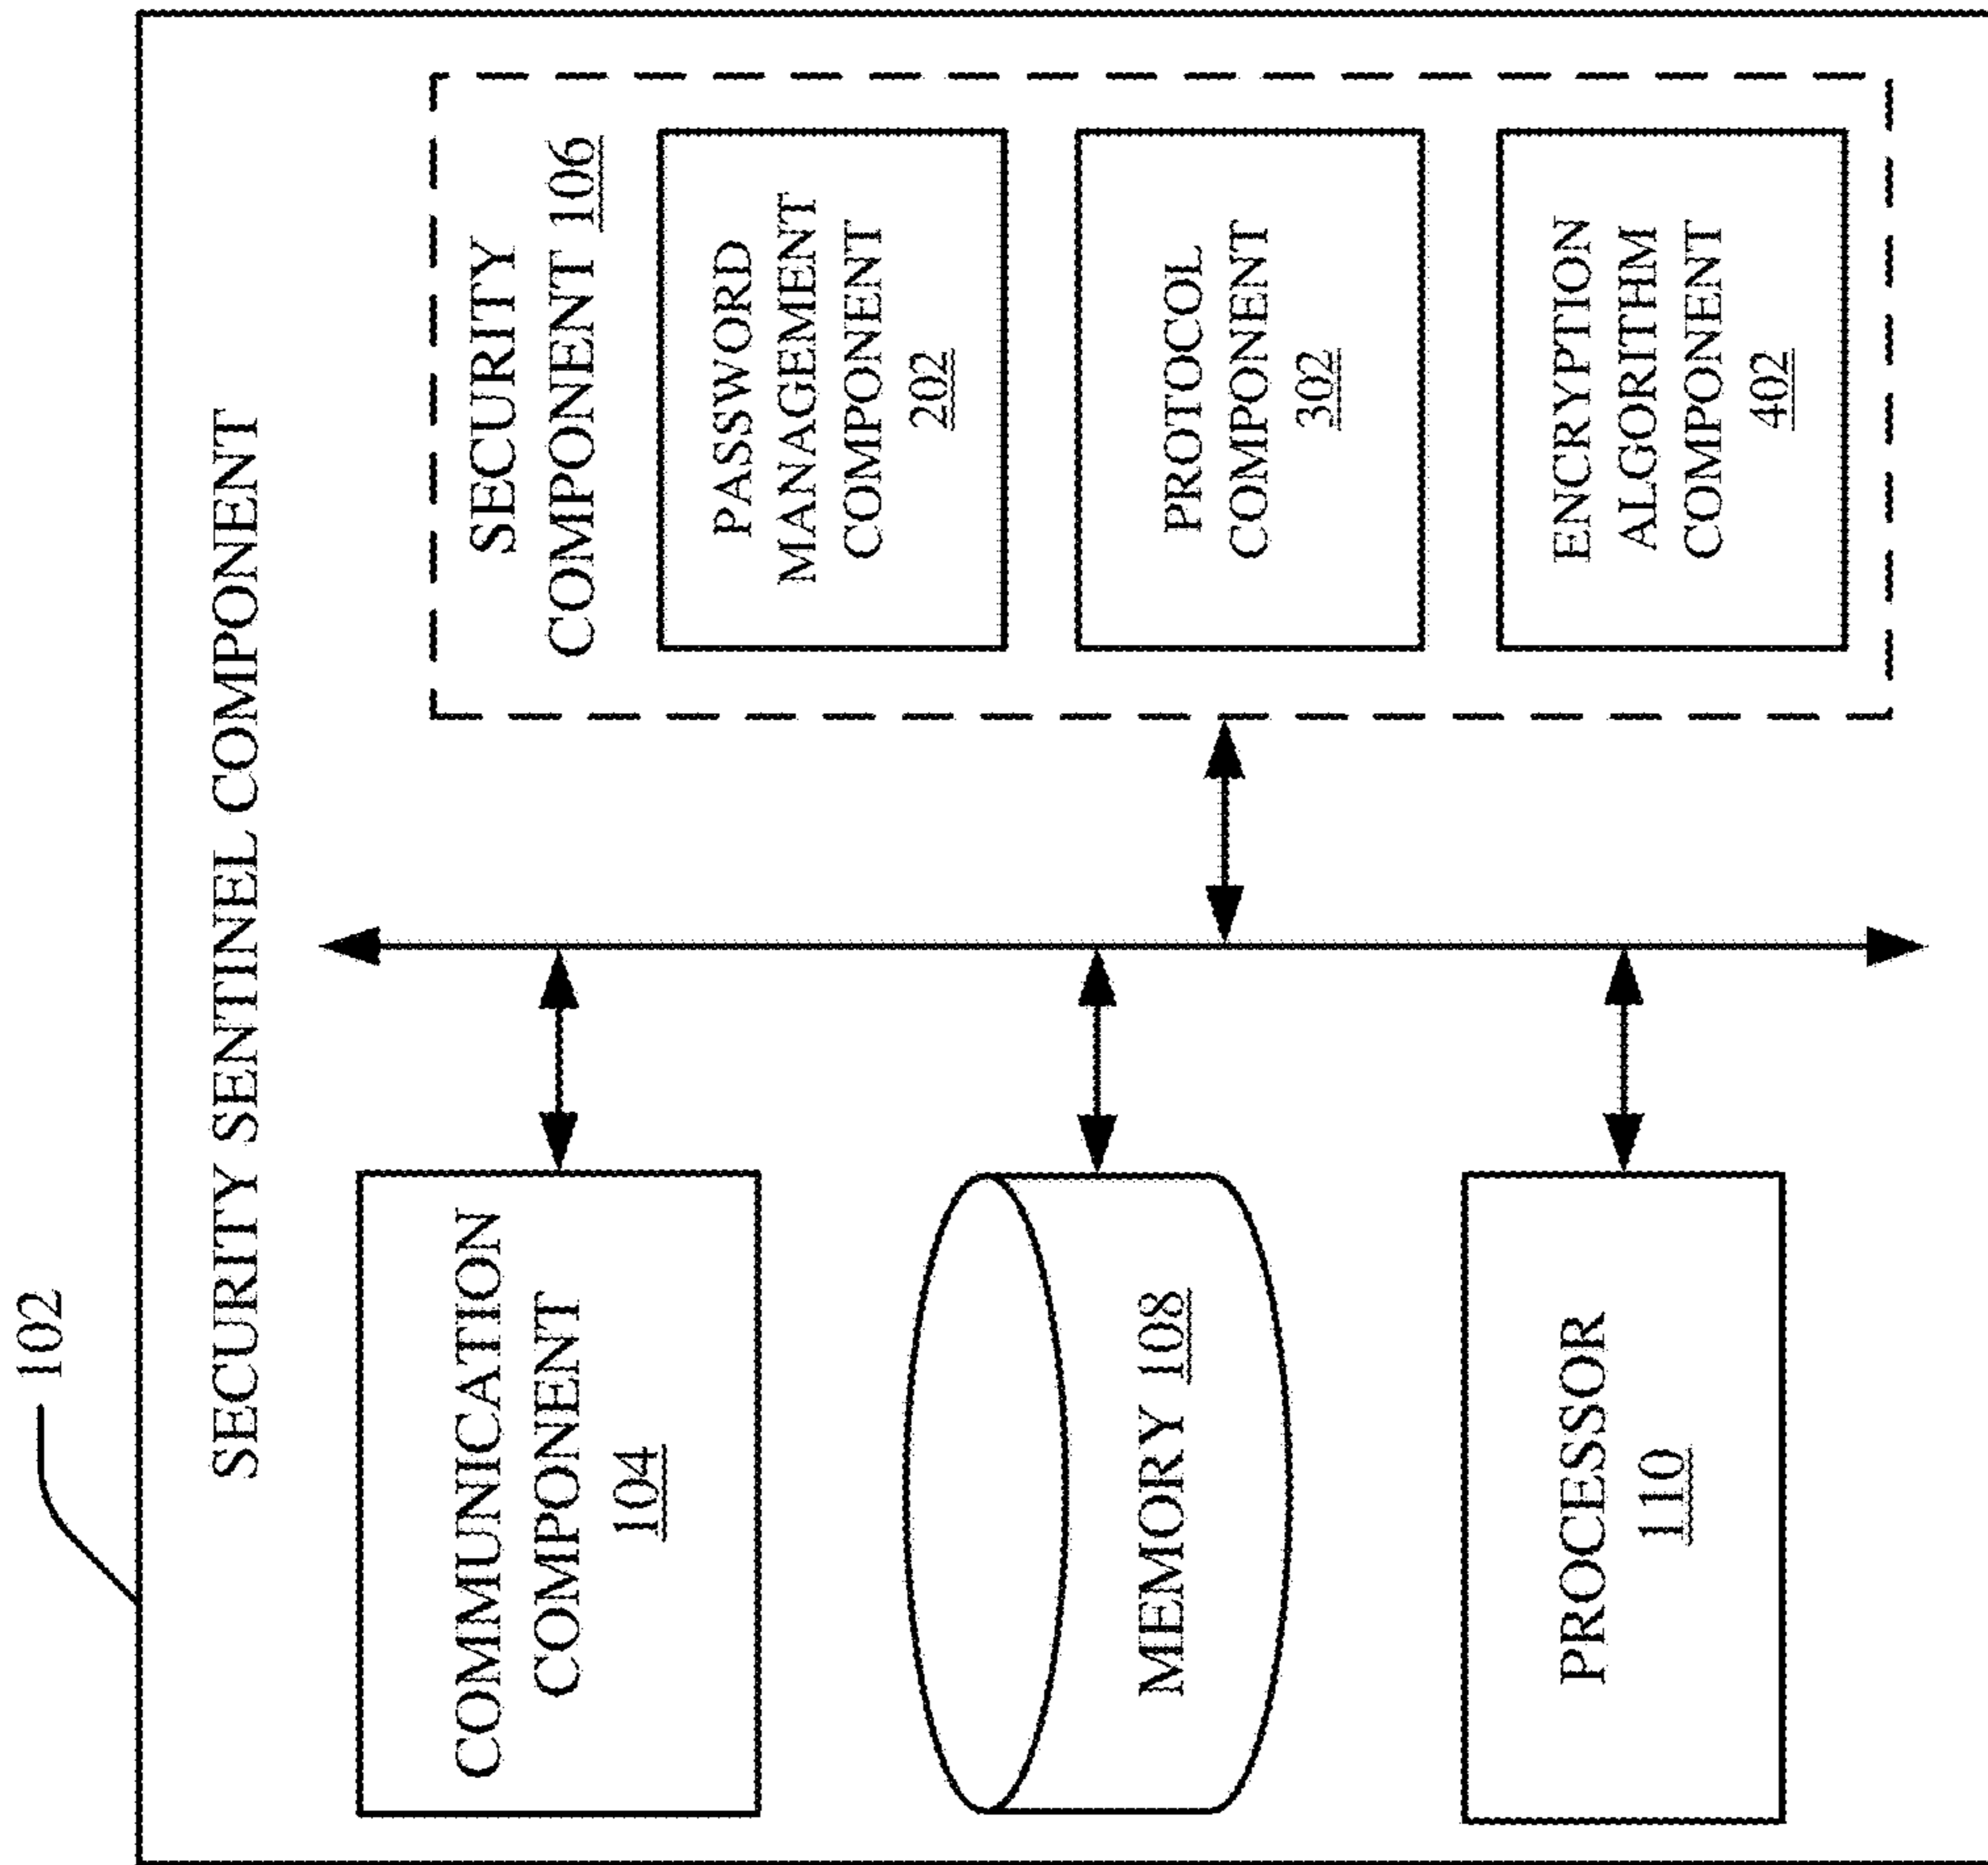 102
SECURITY SENTINEL COMPONENT
COMMUNICATION
COMPONENT
104
MEMORY 108
PROCESSOR
110
SECURITY
COMPONENT 106
PASSWORD
MANAGEMENT
COMPONENT
202
PROTOCOL
COMPONENT
302
ENCRYPTION
ALGORITHM
COMPONENT
402